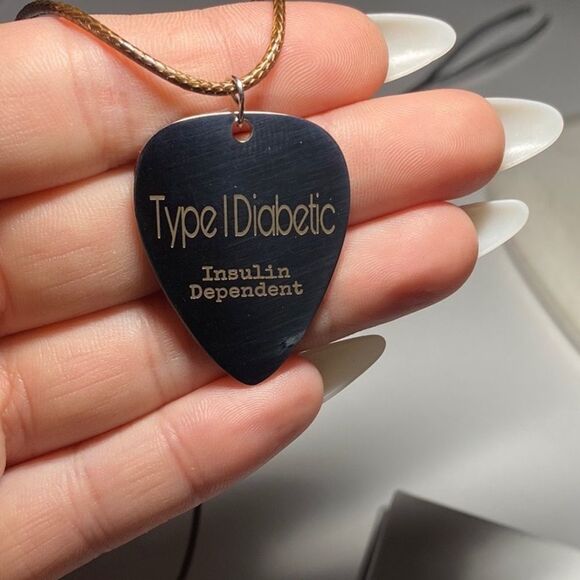 Type I Diabetic
Insulin
Dependent